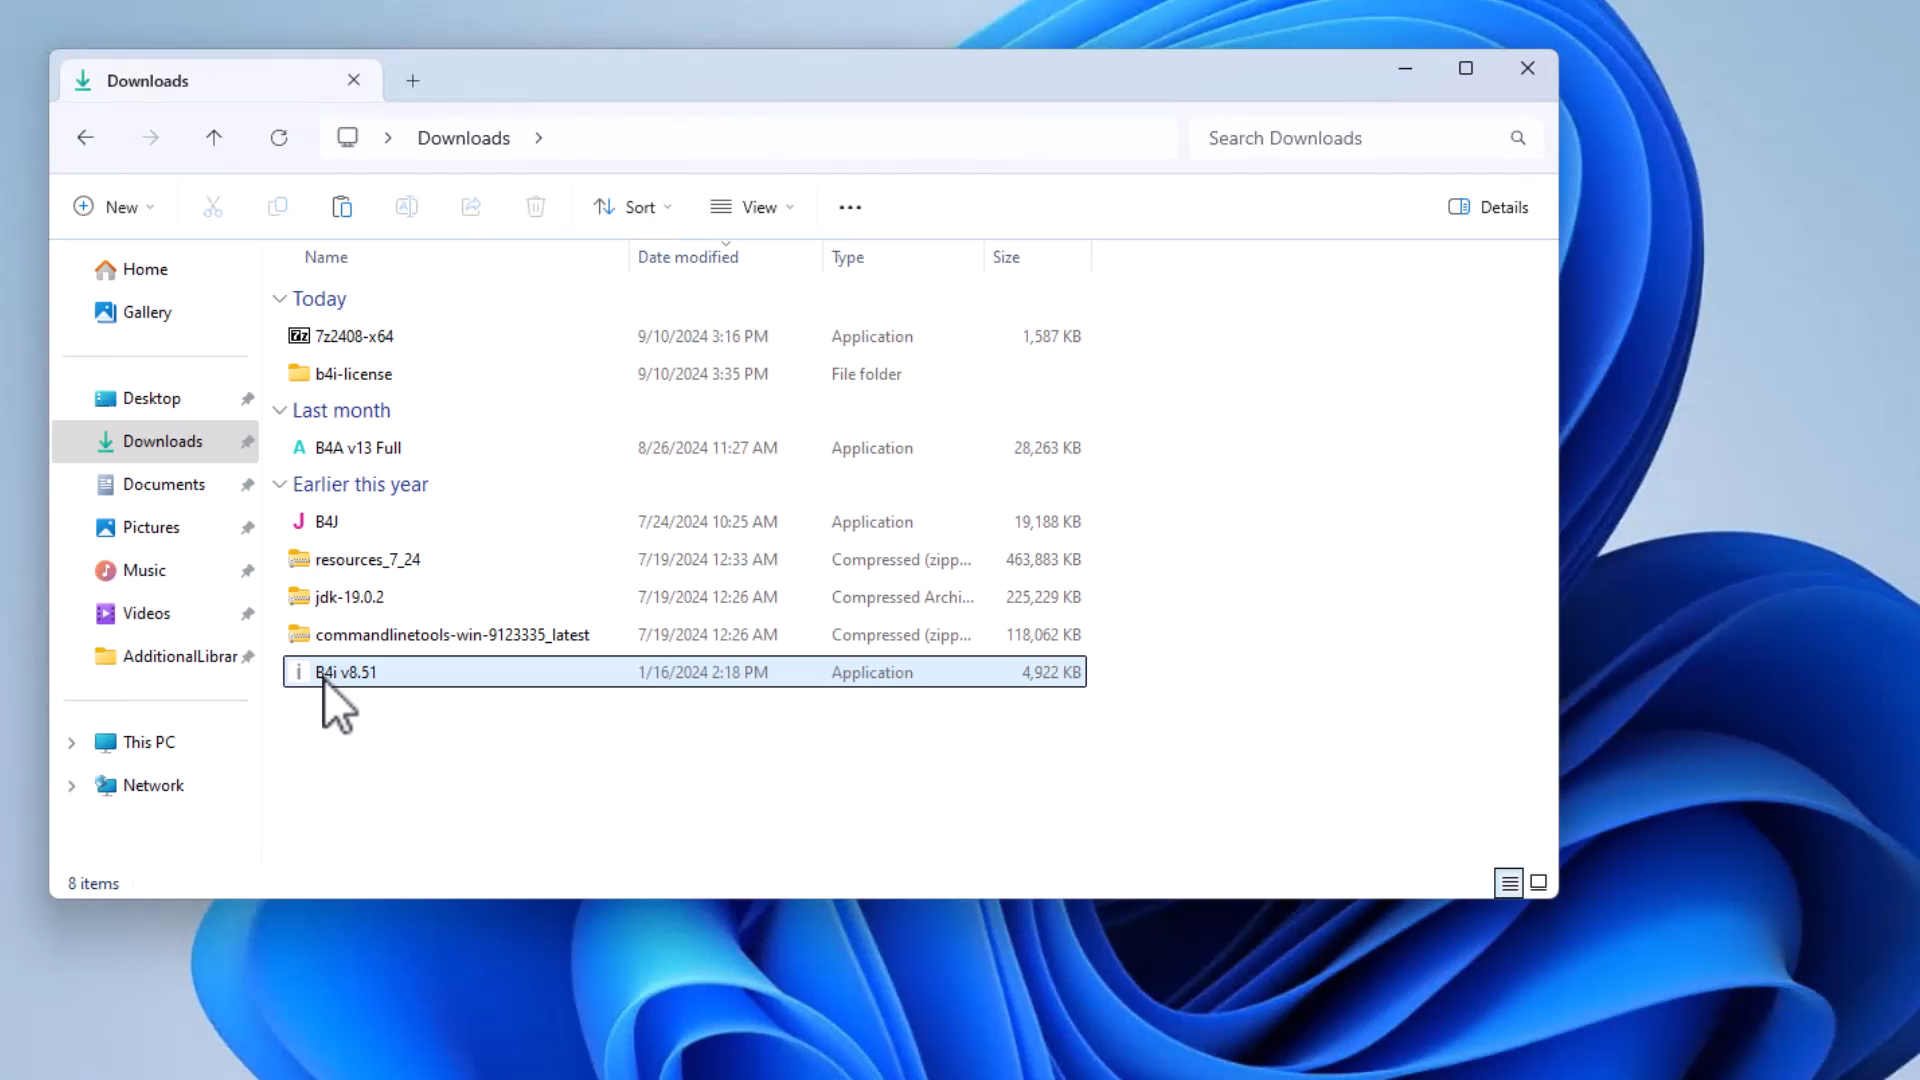 Downloads
Downloads
Search Downloads
New
Sort
View
Details
Name Date modified Type Size
Home
Gallery
Desktop
Downloads
Documents
Pictures
Music
Videos
AdditionalLibrar
This PC
Network
Today
7z2408-x64 9/10/2024 3:16 PM Application 1,587 KB
b4i-license 9/10/2024 3:35 PM File folder
Last month
A B4A v13 Full 8/26/2024 11:27 AM Application 28,263 KB
Earlier this year
J B4J 7/24/2024 10:25 AM Application 19,188 KB
resources_7_24 7/19/2024 12:33 AM Compressed (zipp... 463,883 KB
jdk-19.0.2 7/19/2024 12:26 AM Compressed Archi... 225,229 KB
commandlinetools-win-9123335_latest 7/19/2024 12:26 AM Compressed (zipp... 118,062 KB
i B4i v8.51 1/16/2024 2:18 PM Application 4,922 KB
8 items